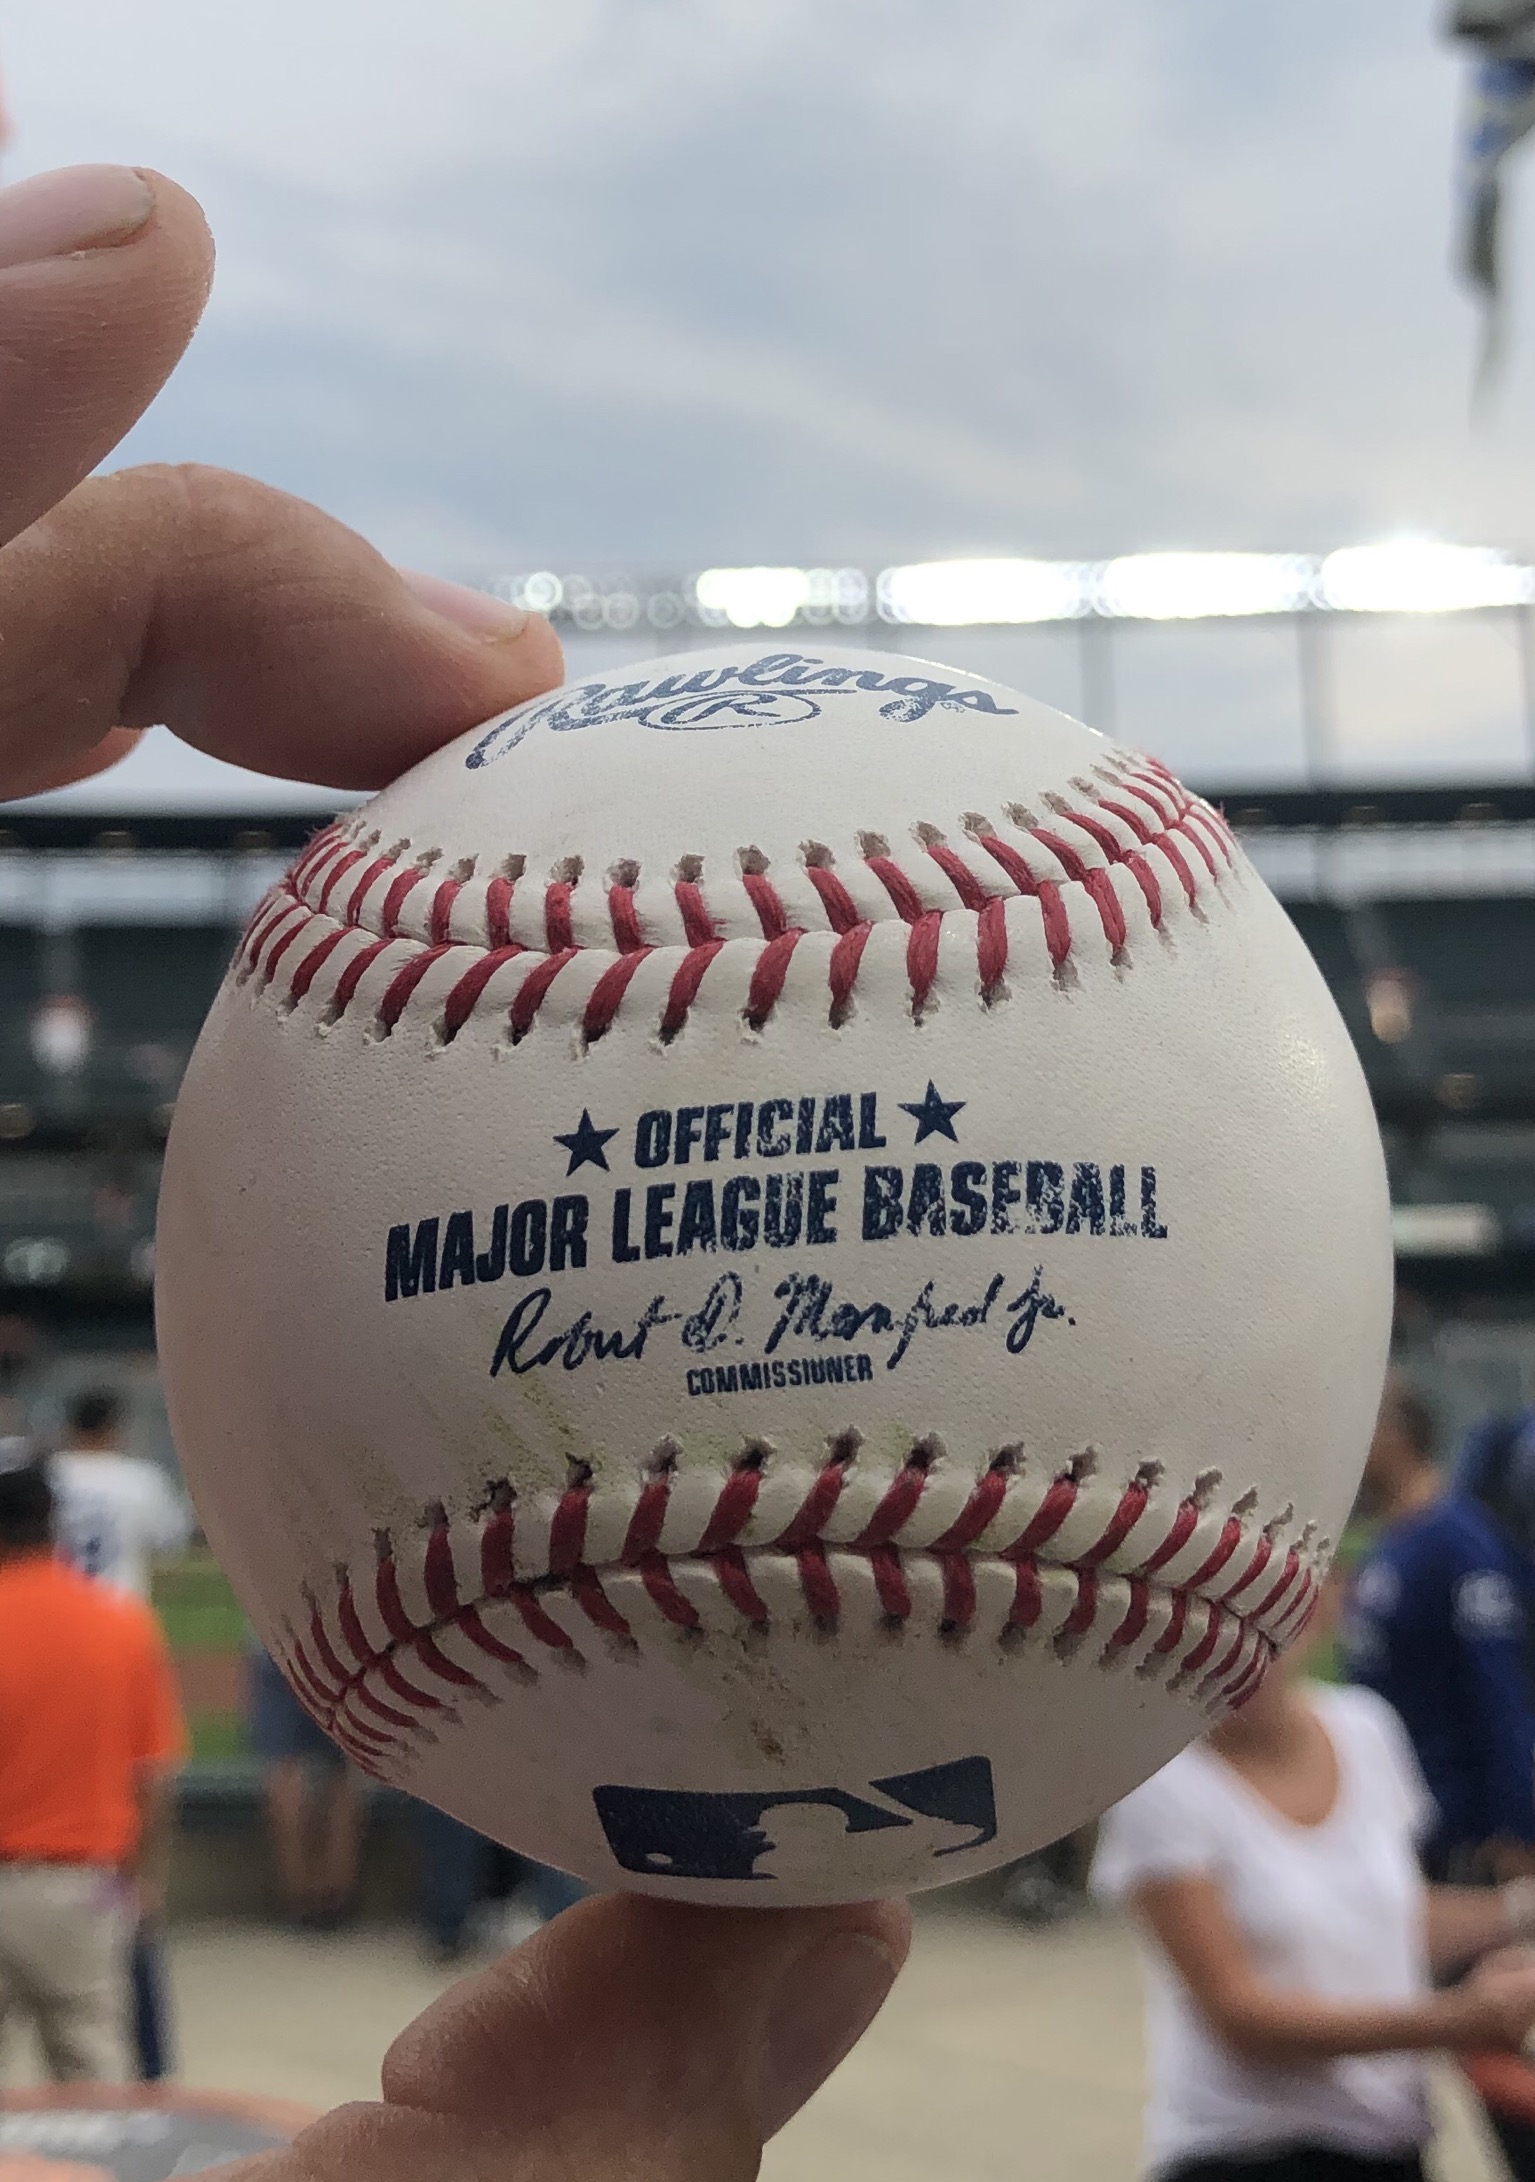 Rawlings
R
★ OFFICIAL ★
MAJOR LEAGUE BASEBALL
Robert D. Manfred Jr.
COMMISSIONER